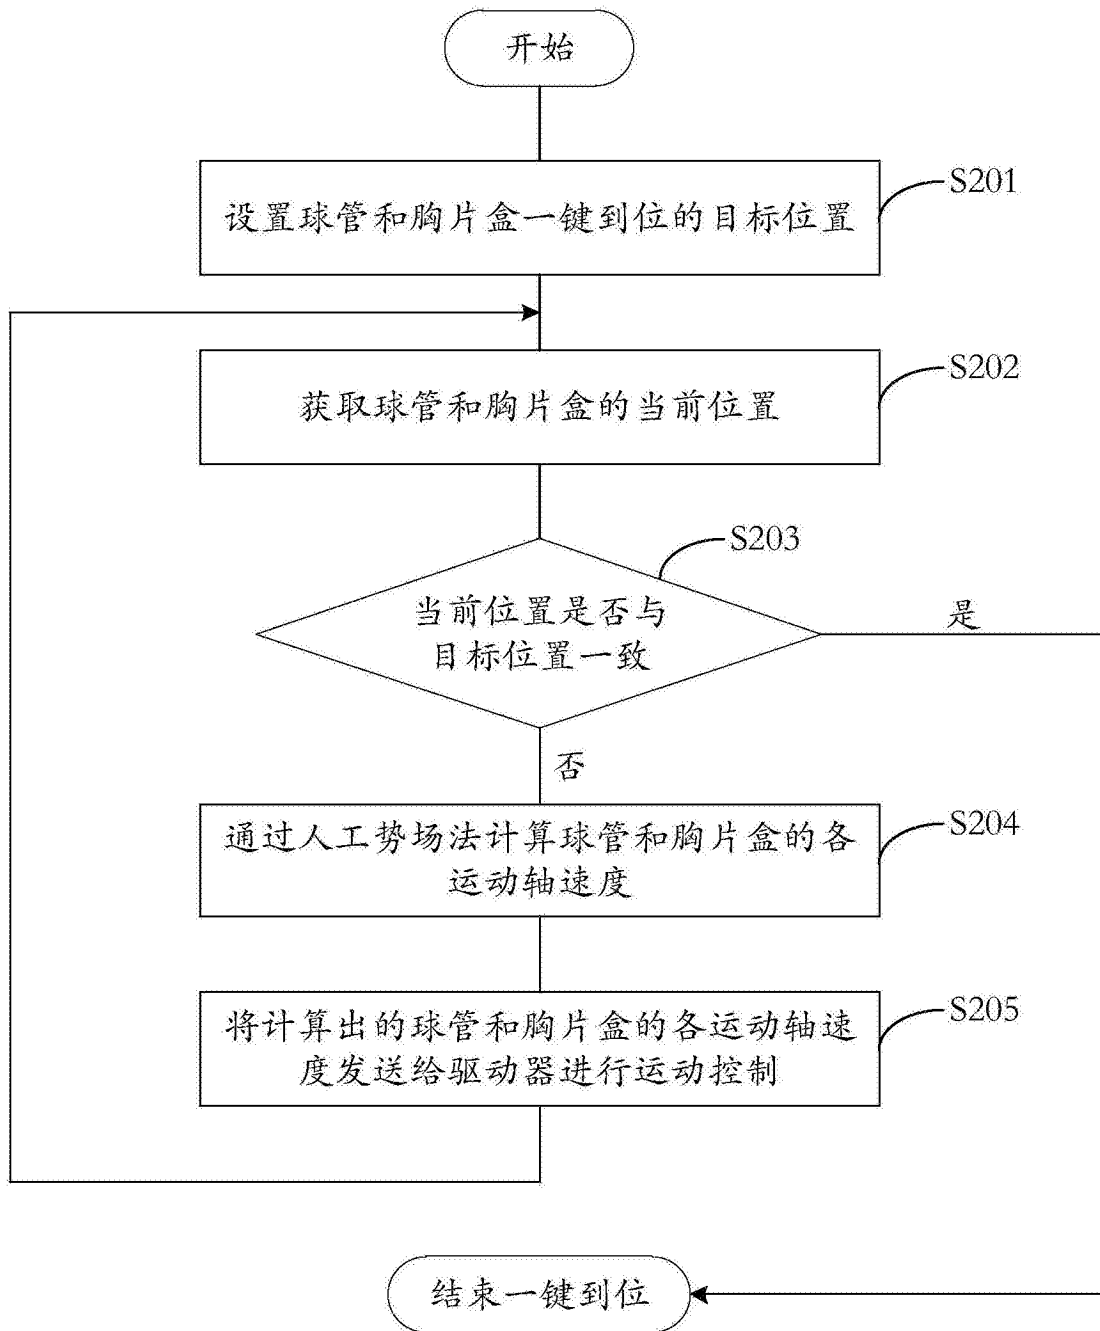 开始
S201
设置球管和胸片盒一键到位的目标位置
S202
获取球管和胸片盒的当前位置
S203
当前位置是否与
目标位置一致
是
否
S204
通过人工势场法计算球管和胸片盒的各
运动轴速度
S205
将计算出的球管和胸片盒的各运动轴速
度发送给驱动器进行运动控制
结束一键到位